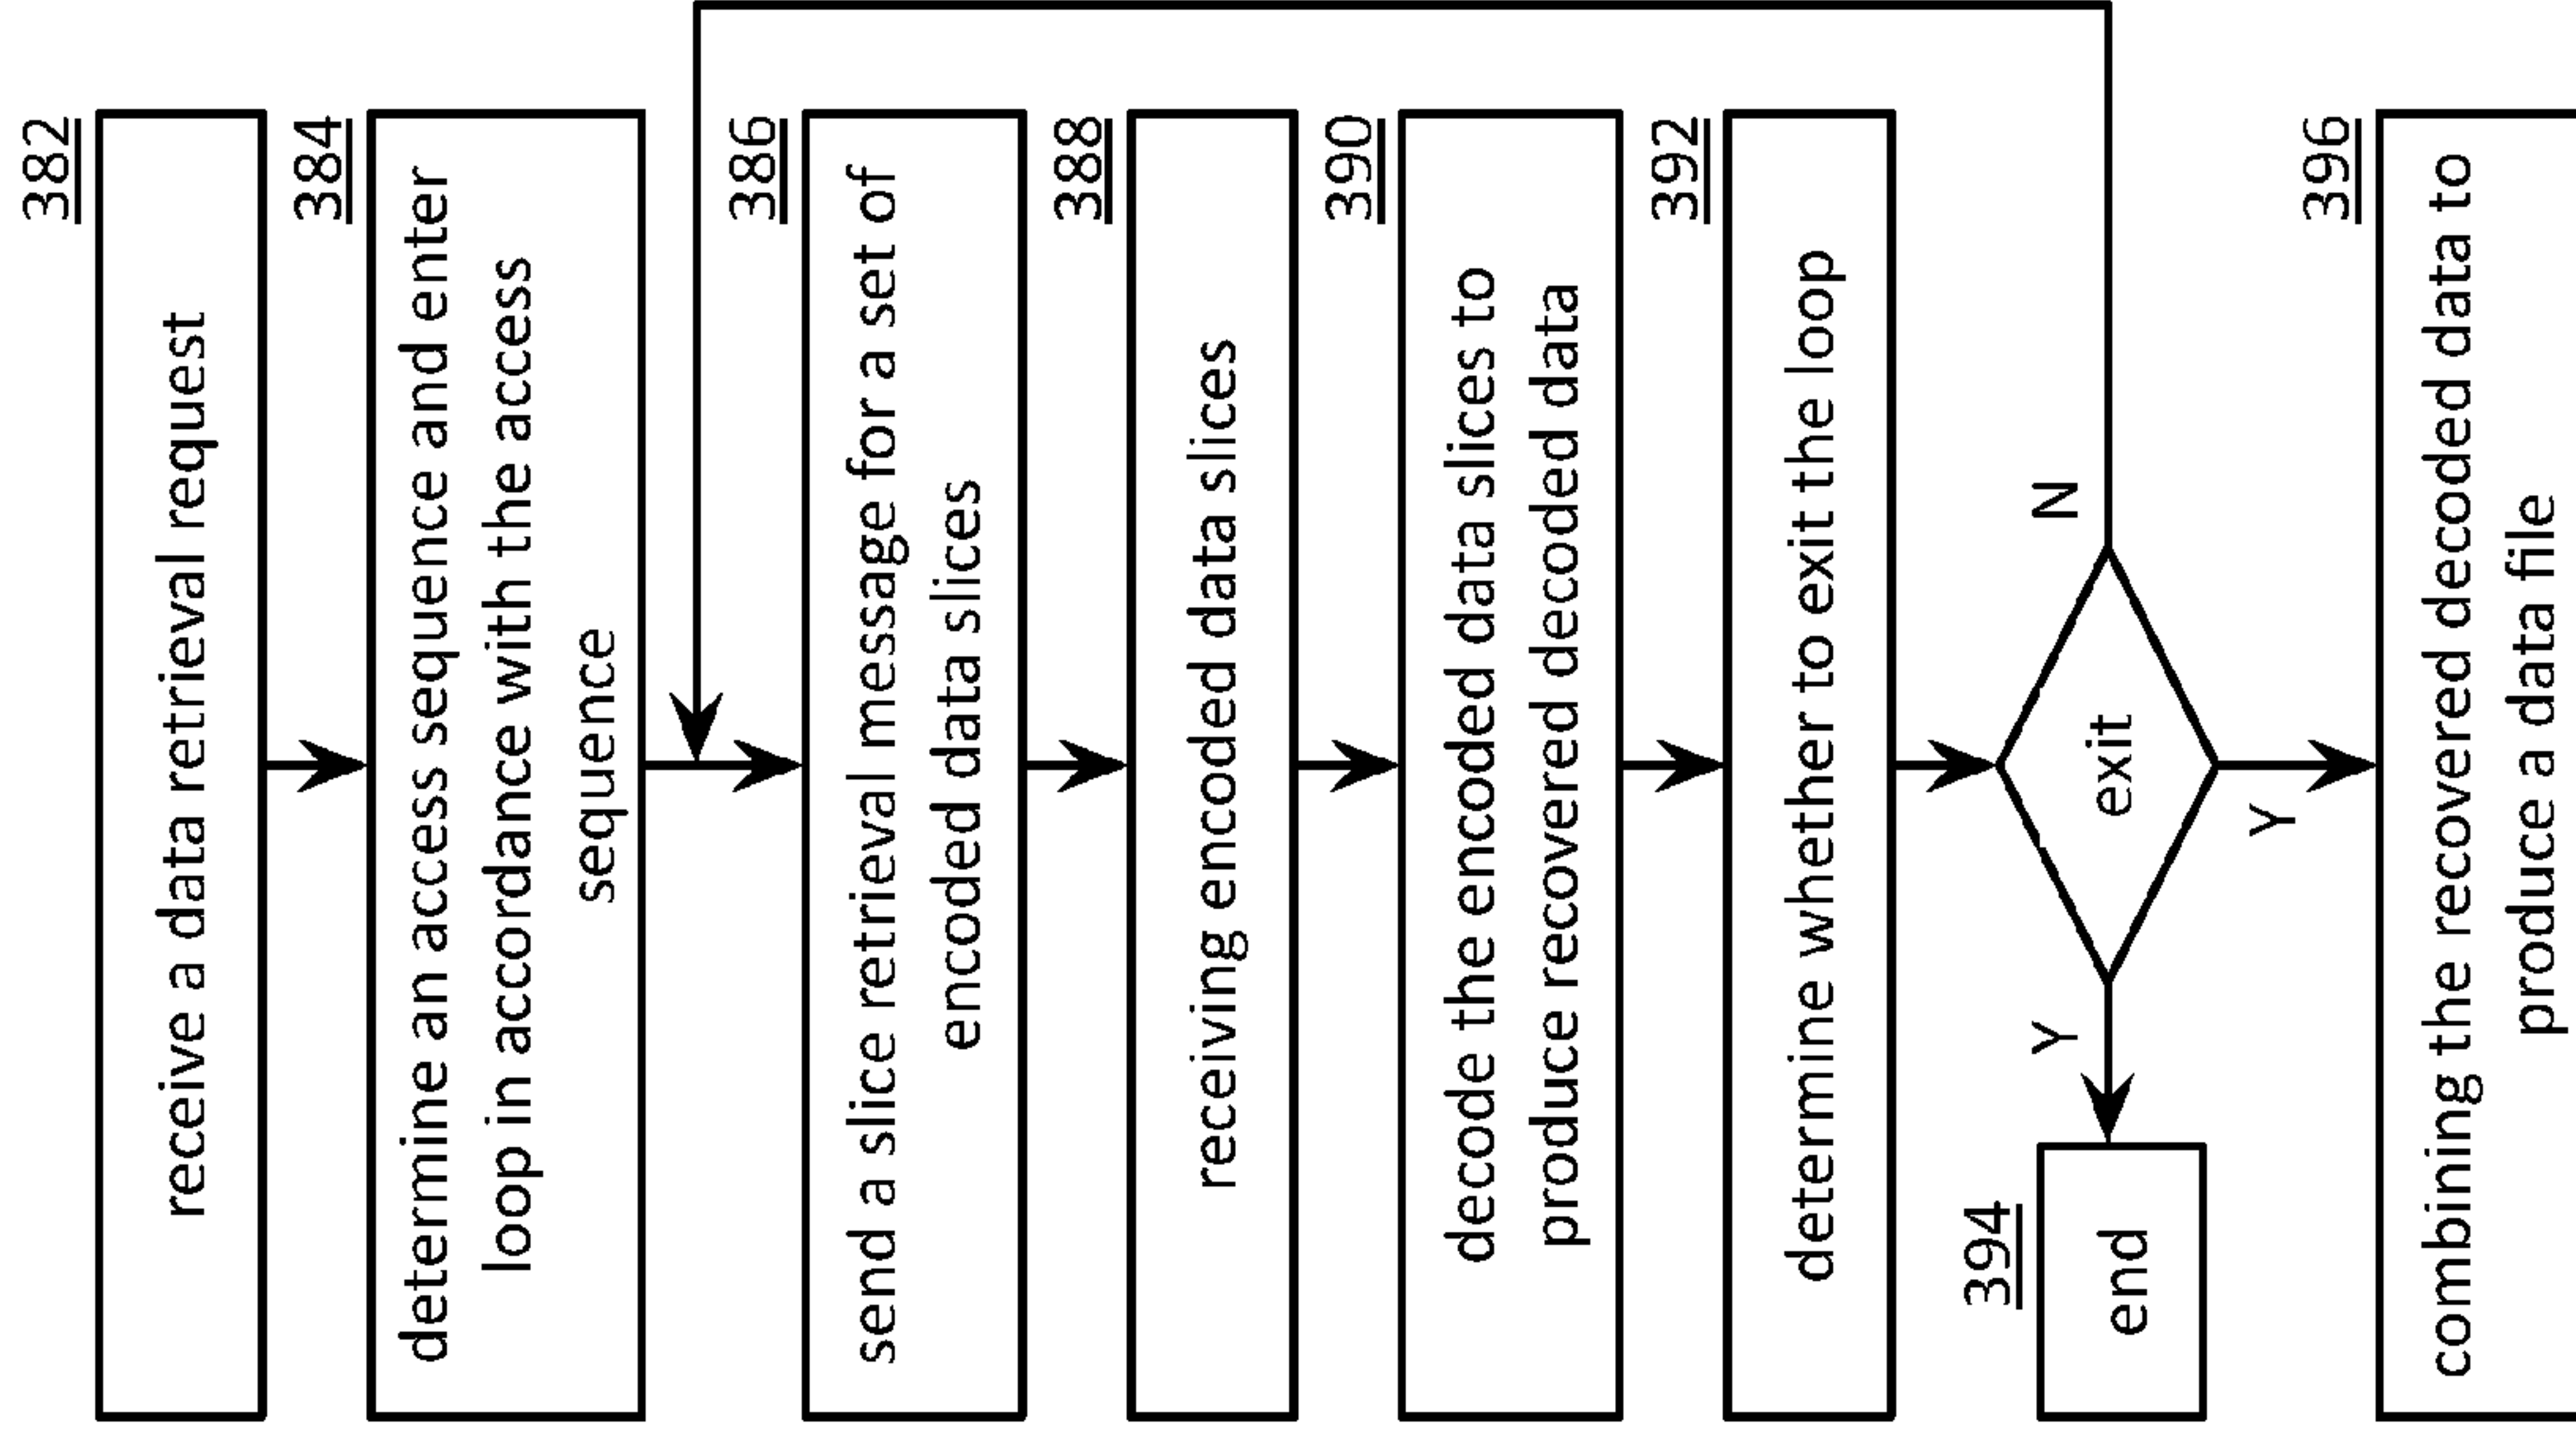 382
receive a data retrieval request
384
determine an access sequence and enter
loop in accordance with the access
sequence
386
send a slice retrieval message for a set of
encoded data slices
388
receiving encoded data slices
390
decode the encoded data slices to
produce recovered decoded data
392
determine whether to exit the loop
exit
N
Y
394
end
Y
396
combining the recovered decoded data to
produce a data file